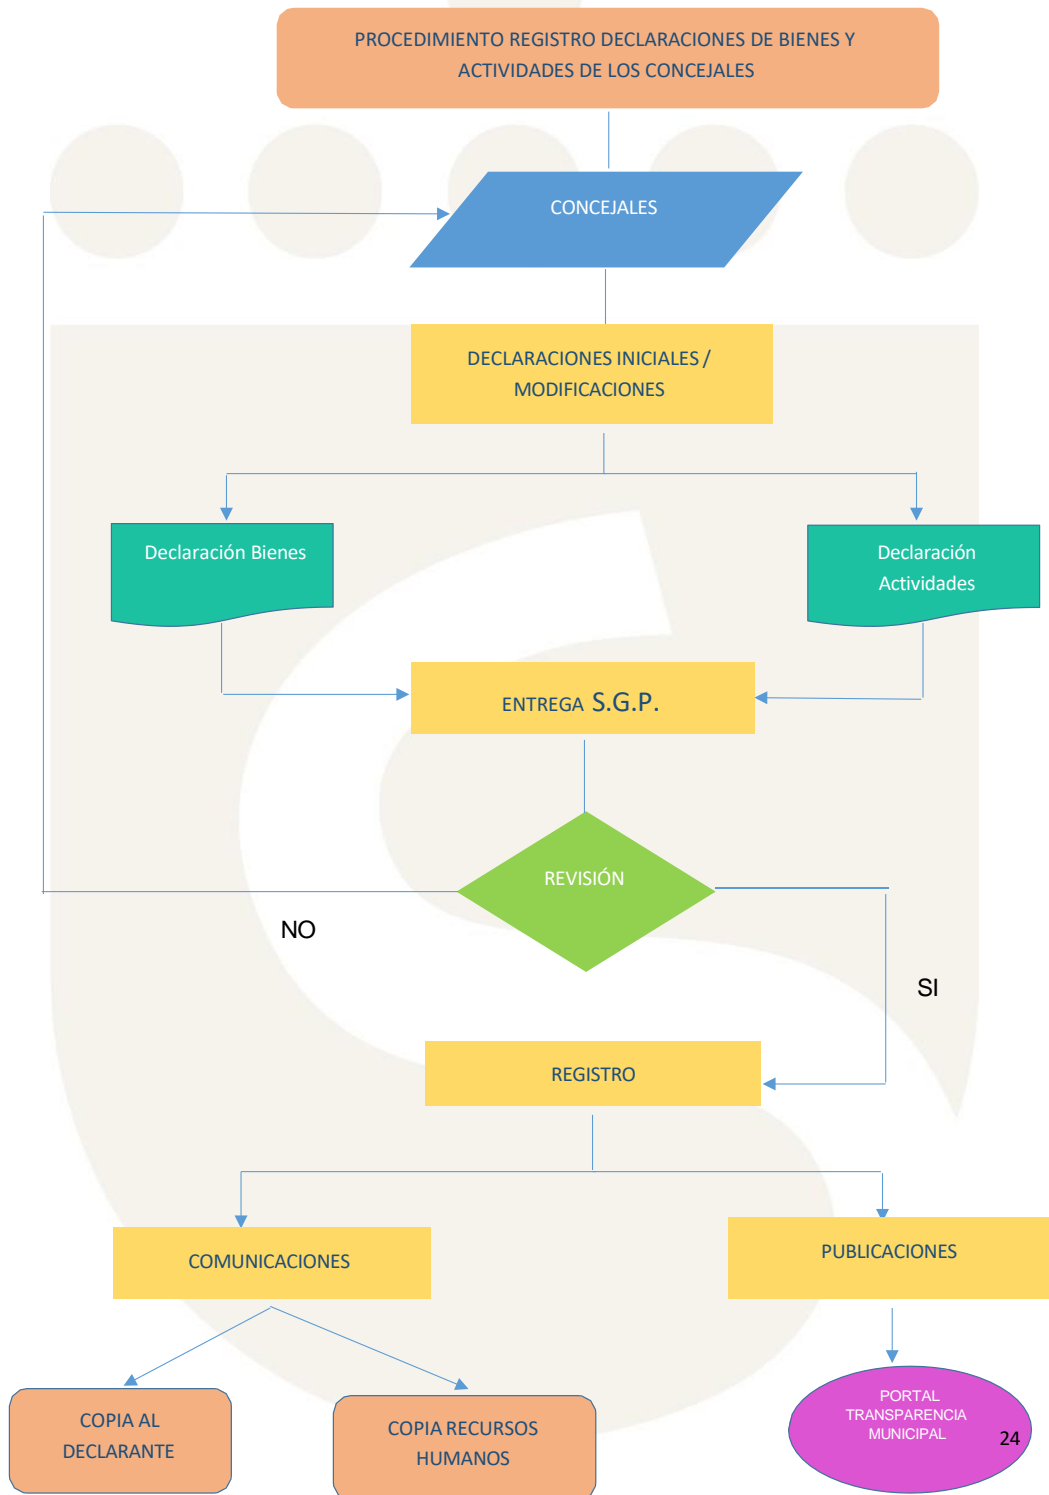 PROCEDIMIENTO REGISTRO DECLARACIONES DE BIENES Y
ACTIVIDADES DE LOS CONCEJALES
CONCEJALES
DECLARACIONES INICIALES /
MODIFICACIONES
Declaración Bienes
Declaración
Actividades
ENTREGA S.G.P.
REVISIÓN
NO
SI
REGISTRO
COMUNICACIONES
PUBLICACIONES
COPIA AL
DECLARANTE
COPIA RECURSOS
HUMANOS
PORTAL
TRANSPARENCIA
MUNICIPAL
24